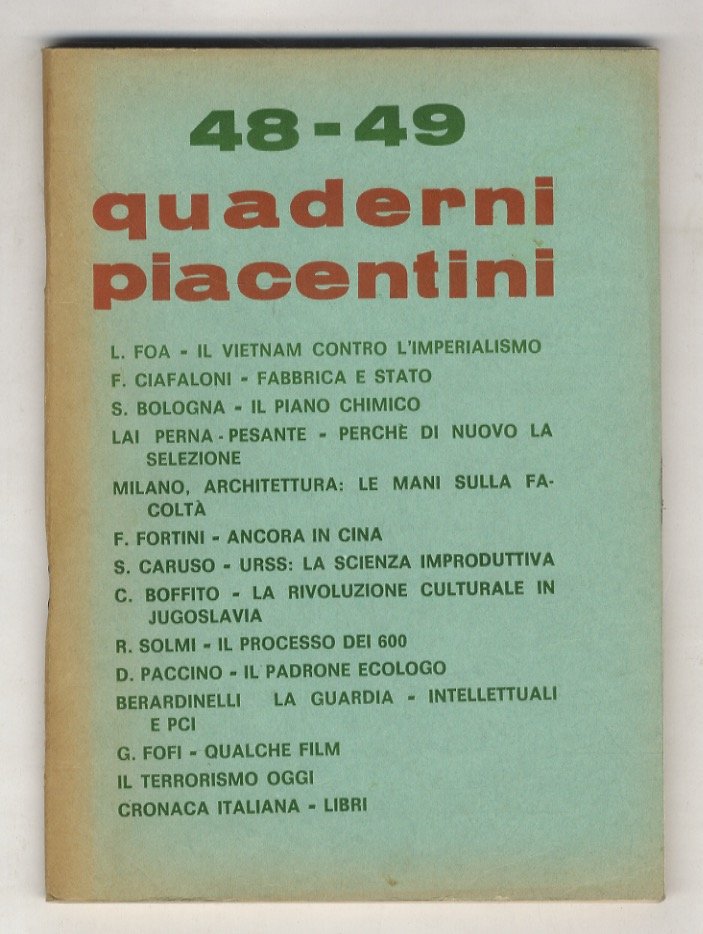 48-49
quaderni
piacentini
L. FOA - IL VIETNAM CONTRO L'IMPERIALISMO
F. CIAFALONI - FABBRICA E STATO
S. BOLOGNA - IL PIANO CHIMICO
LAI PERNA - PESANTE - PERCHÈ DI NUOVO LA
SELEZIONE
MILANO, ARCHITETTURA: LE MANI SULLA FA-
COLTÀ
F. FORTINI - ANCORA IN CINA
S. CARUSO - URSS: LA SCIENZA IMPRODUTTIVA
C. BOFFITO - LA RIVOLUZIONE CULTURALE IN
JUGOSLAVIA
R. SOLMI - IL PROCESSO DEI 600
D. PACCINO - IL PADRONE ECOLOGO
BERARDINELLI LA GUARDIA - INTELLETTUALI
E PCI
G. FOFI - QUALCHE FILM
IL TERRORISMO OGGI
CRONACA ITALIANA - LIBRI